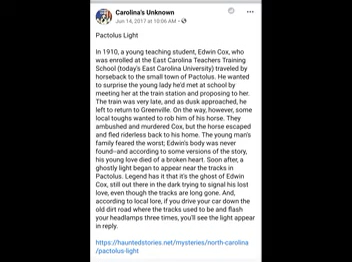 Carolina's Unknown
Jun 14, 2017 at 10:06 AM •
Pactolus Light
In 1910, a young teaching student, Edwin Cox, who
was enrolled at the East Carolina Teachers Training
School (today's East Carolina University) traveled by
horseback to the small town of Pactolus. He wanted
to surprise the young lady he'd met at school by
meeting her at the train station and proposing to her.
The train was very late, and as dusk approached, he
left to return to Greenville. On the way, however, some
local toughs wanted to rob him of his horse. They
ambushed and murdered Cox, but the horse escaped
and fled riderless back to his home. The young man's
family feared the worst; Edwin's body was never
found—and according to some versions of the story,
his young love died of a broken heart. Soon after, a
ghostly light began to appear near the tracks in
Pactolus. Legend has it that it's the ghost of Edwin
Cox, still out there in the dark trying to signal his lost
love, even though the tracks are long gone. And,
according to local lore, if you drive your car down the
old dirt road where the tracks used to be and flash
your headlamps three times, you'll see the light appear
in reply.
https://hauntedstories.net/mysteries/north-carolina
/pactolus-light